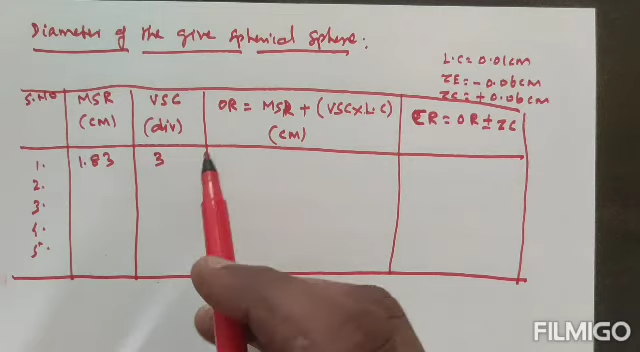 Diameter of the give spherical sphere:
L.C = 0.01cm
ZE = - 0.06cm
ZC = + 0.06cm
S.NO MSR (cm) VSC (div) OR = MSR + (VSC x L.C) (cm) CR = OR ± ZC
1. 1.83 3
2.
3.
4.
5.
FILMIGO